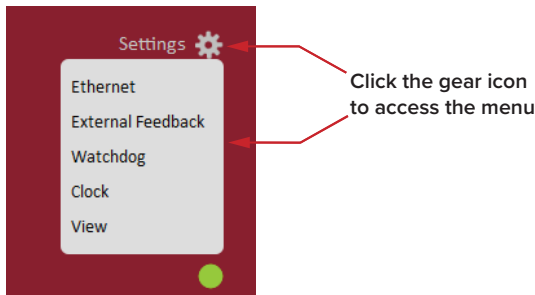 Settings
Ethernet
External Feedback
Watchdog
Clock
View
Click the gear icon
to access the menu